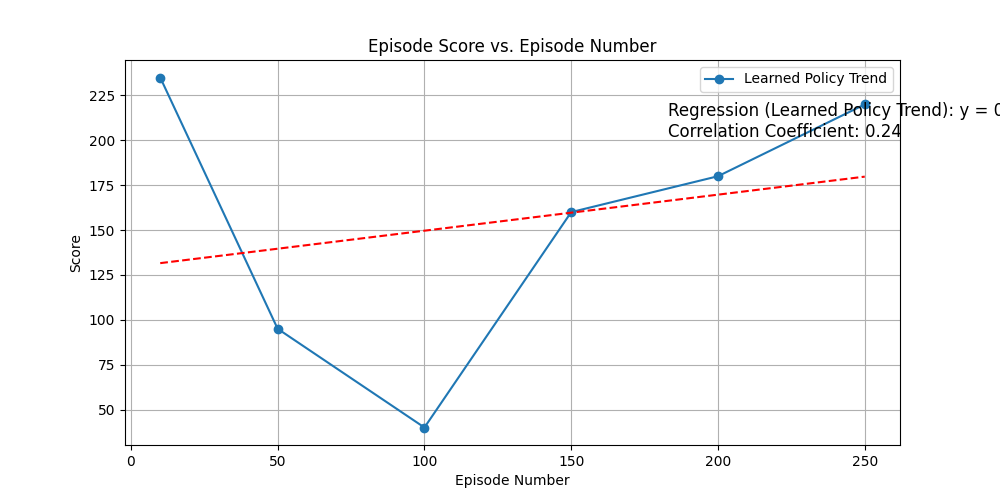 Episode Score vs. Episode Number
Learned Policy Trend
Regression (Learned Policy Trend): y = 0
Correlation Coefficient: 0.24
225
200
175
150
125
100
75
50
Score
0
50
100
150
200
250
Episode Number